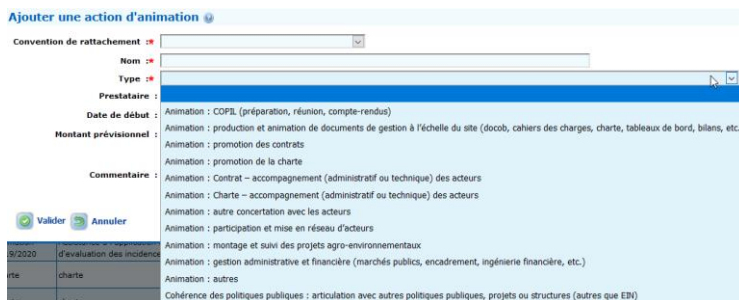 Ajouter une action d'animation
Convention de rattachement :*
Nom :*
Type :*
Prestataire :
Date de début :
Montant prévisionnel :
Commentaire :
Animation : COPIL (préparation, réunion, compte-rendus)
Animation : production et animation de documents de gestion à l'échelle du site (docob, cahiers des charges, charte, tableaux de bord, bilans, etc.
Animation : promotion des contrats
Animation : promotion de la charte
Animation : Contrat – accompagnement (administratif ou technique) des acteurs
Animation : Charte – accompagnement (administratif ou technique) des acteurs
Animation : autre concertation avec les acteurs
Animation : participation et mise en réseau d'acteurs
Animation : montage et suivi des projets agro-environnementaux
Animation : gestion administrative et financière (marchés publics, encadrement, ingénierie financière, etc.)
Animation : autres
Cohérence des politiques publiques : articulation avec autres politiques publiques, projets ou structures (autres que EIN)
Valider Annuler
9/2020 d'evaluation des incidence
rte charte